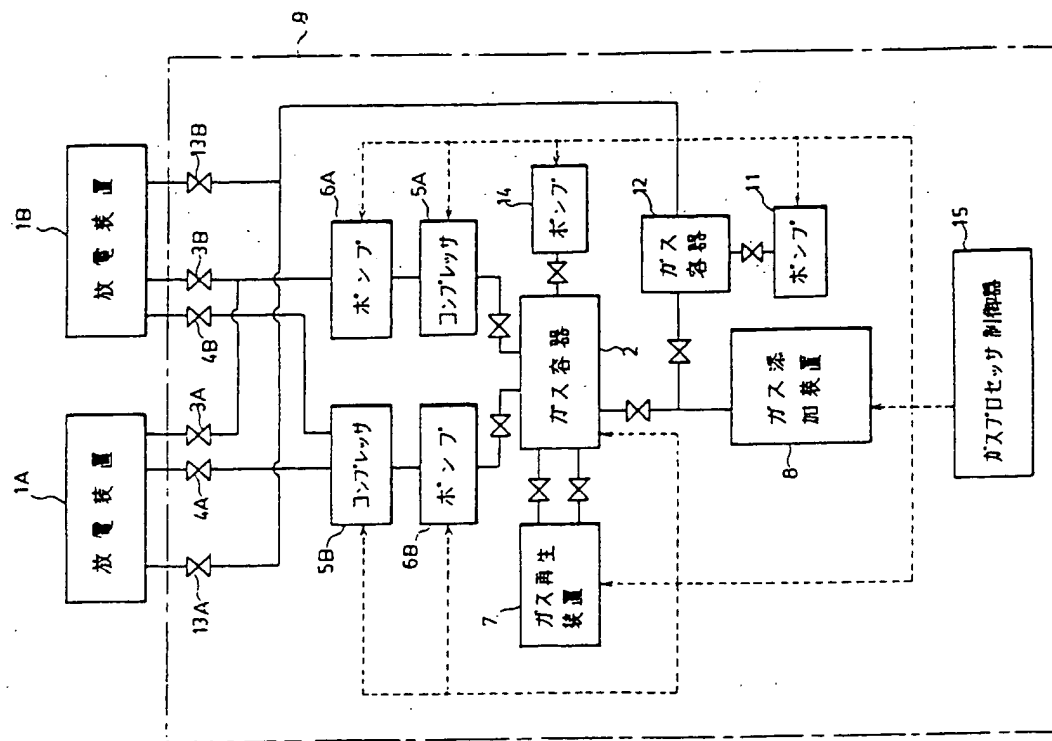 9
1A
放電装置
1B
放電装置
13A
4A
3A
4B
3B
13B
5B
コンプレッサ
6A
ポンプ
6B
ポンプ
5A
コンプレッサ
14
ポンプ
7
ガス再生
装置
ガス容器
2
12
ガス
容器
11
ポンプ
ガス添
加装置
8
15
ガスプロセッサ制御器